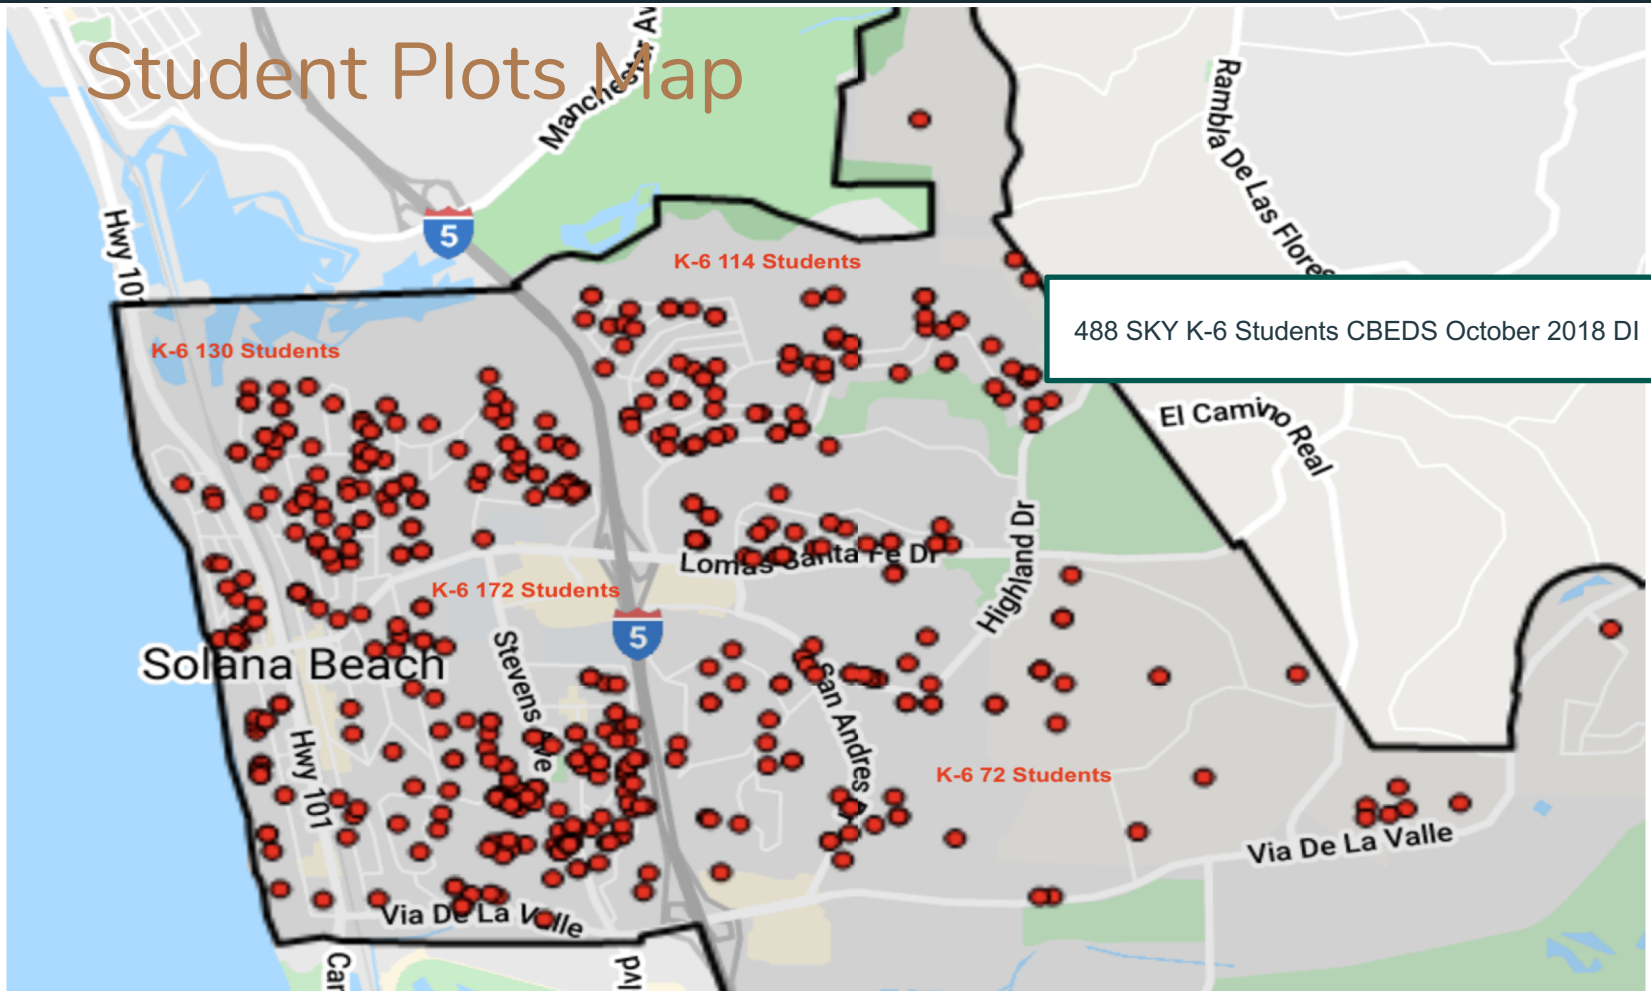 Student Plots Map
Manchester Av
Rambla De Las Flores
Hwy 101
5
K-6 114 Students
488 SKY K-6 Students CBEDS October 2018 DI
K-6 130 Students
El Camino Real
Lomas Santa Fe Dr
Highland Dr
K-6 172 Students
5
Solana Beach
Stevens Ave
San Andres
Hwy 101
K-6 72 Students
Via De La Valle
Via De La Valle
Car